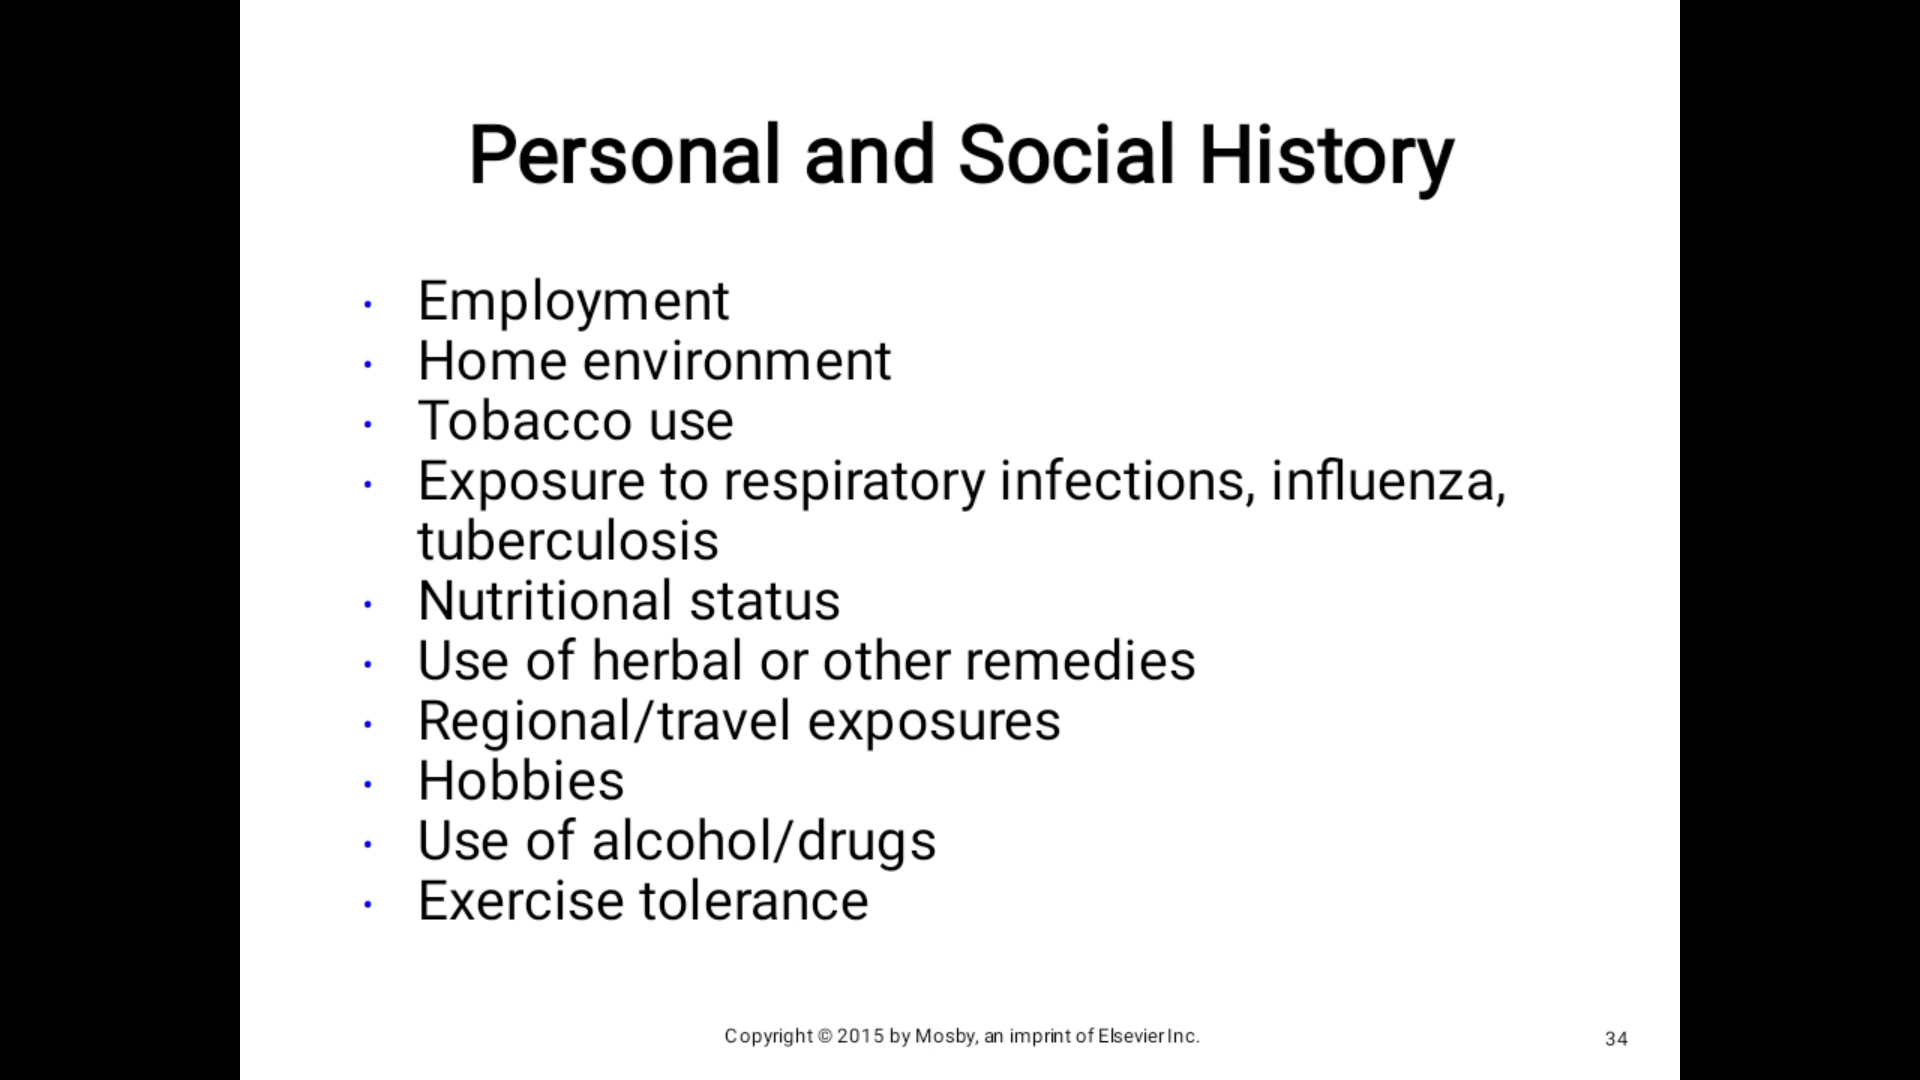 Personal and Social History
• Employment
• Home environment
• Tobacco use
• Exposure to respiratory infections, influenza,
tuberculosis
• Nutritional status
• Use of herbal or other remedies
• Regional/travel exposures
• Hobbies
• Use of alcohol/drugs
• Exercise tolerance
Copyright © 2015 by Mosby, an imprint of Elsevier Inc.
34